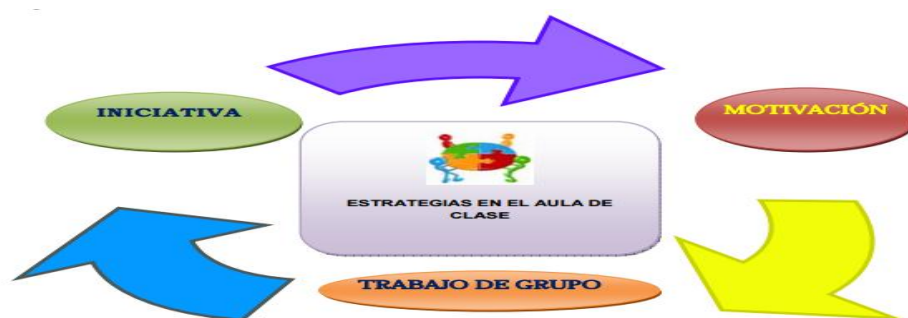 INICIATIVA
MOTIVACIÓN
ESTRATEGIAS EN EL AULA DE
CLASE
TRABAJO DE GRUPO